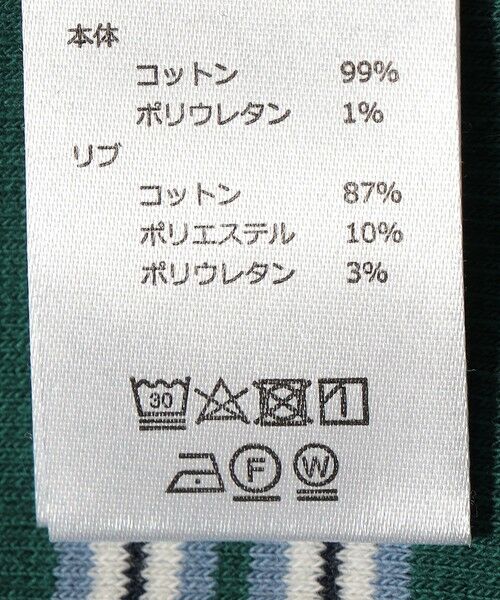 本体
コットン 99%
ポリウレタン 1%
リブ
コットン 87%
ポリエステル 10%
ポリウレタン 3%
30
F W